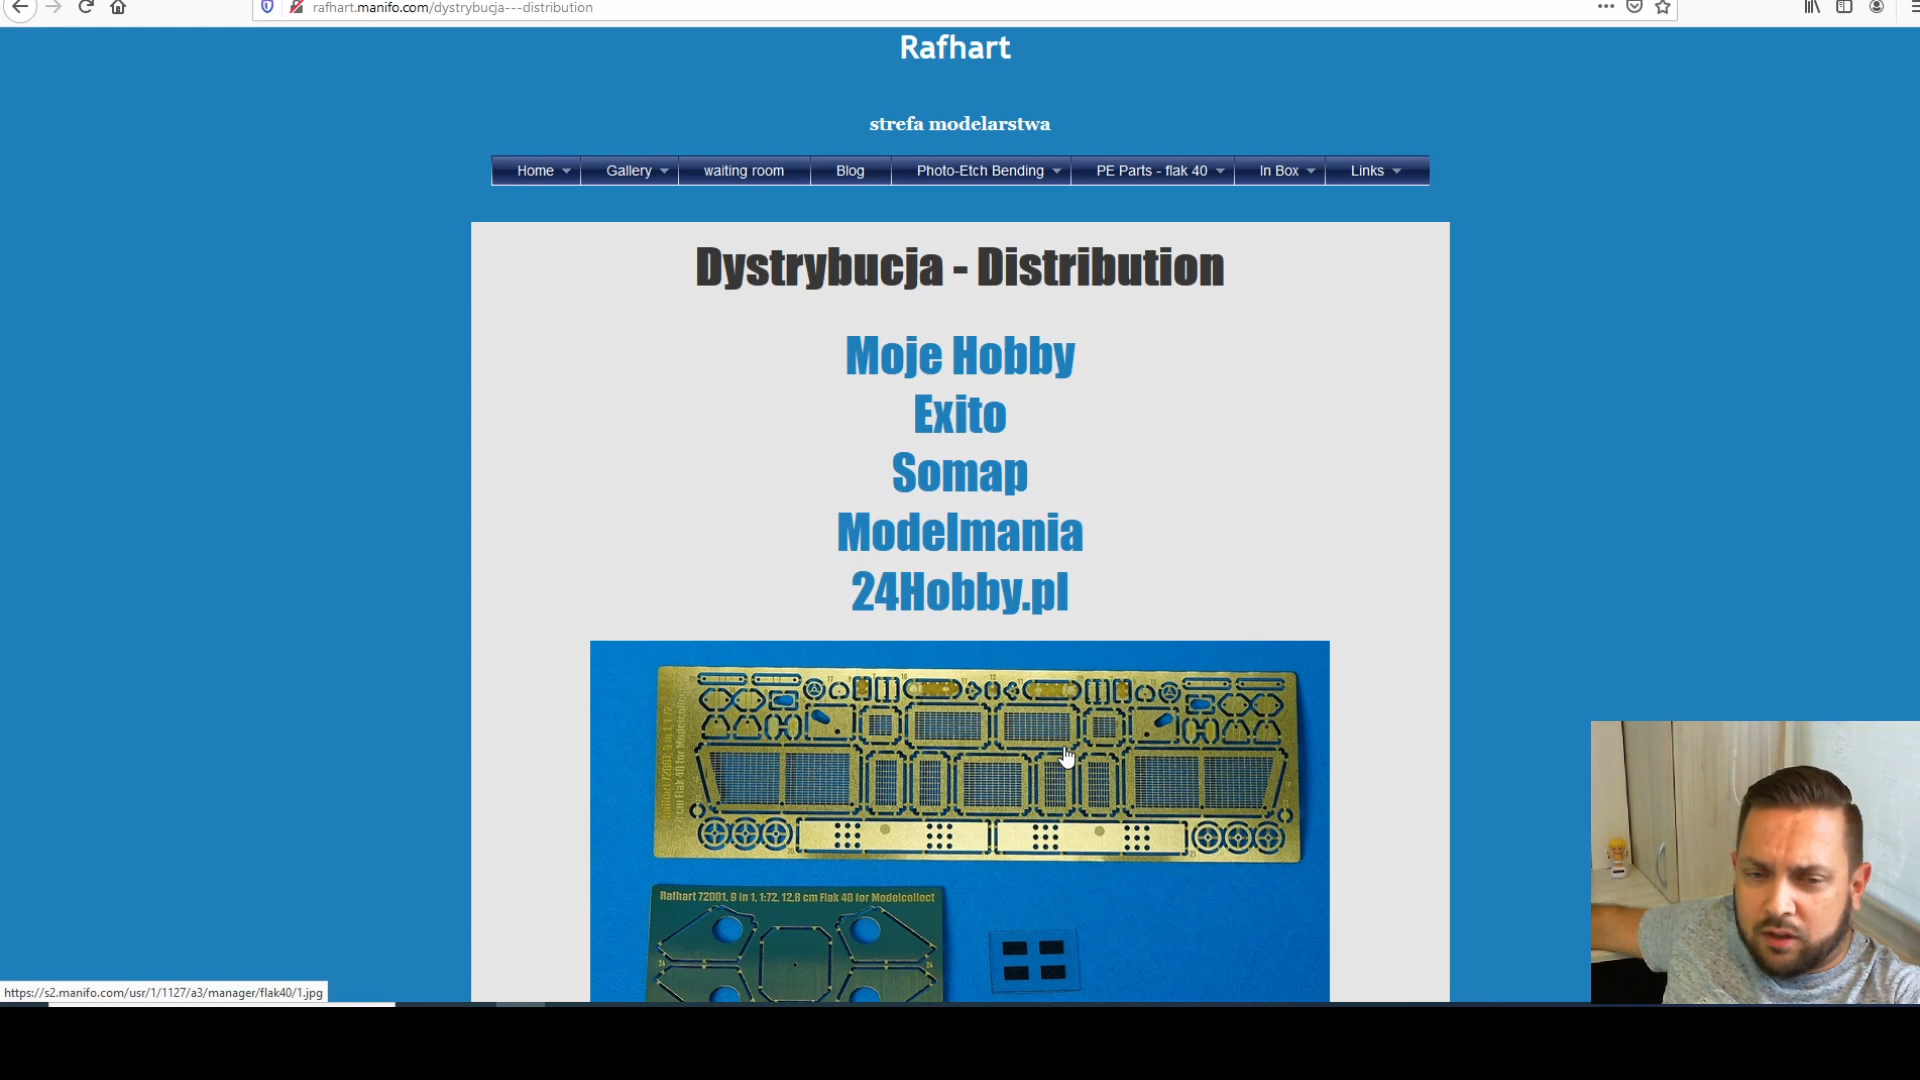 rafhart.manifo.com/dystrybucja---distribution
Rafhart
strefa modelarstwa
Home Gallery waiting room Blog Photo-Etch Bending PE Parts - flak 40 In Box Links
Dystrybucja - Distribution
Moje Hobby
Exito
Somap
Modelmania
24Hobby.pl
Rafhart 72001, 9 in 1, 1:72, 12,8 cm Flak 40 for Modelcollect
24 24
https://s2.manifo.com/usr/1/1127/a3/manager/flak40/1.jpg